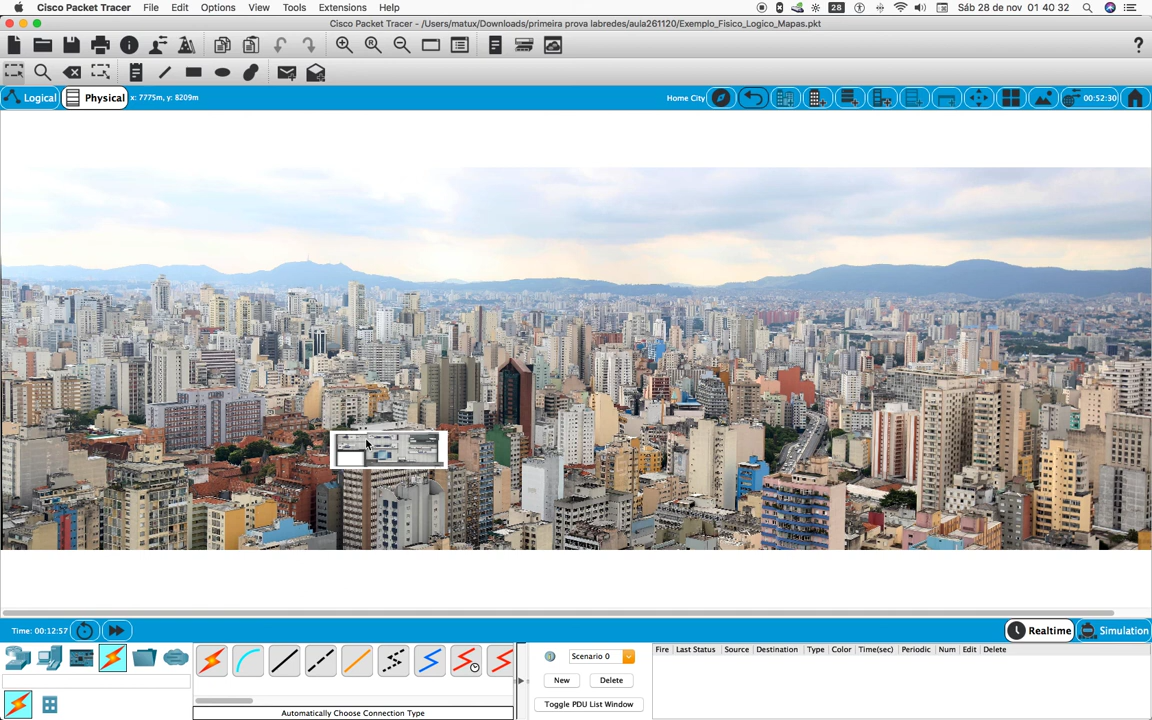 Cisco Packet Tracer File Edit Options View Tools Extensions Help 28 Sáb 28 de nov 01 40 32
Cisco Packet Tracer - /Users/matux/Downloads/primeira prova labredes/aula261120/Exemplo_Fisico_Logico_Mapas.pkt
?
Logical Physical x: 7775m, y: 8209m Home City 00:52:30
Time: 00:12:57 Realtime Simulation
Scenario 0
Fire Last Status Source Destination Type Color Time(sec) Periodic Num Edit Delete
New Delete
Toggle PDU List Window
Automatically Choose Connection Type